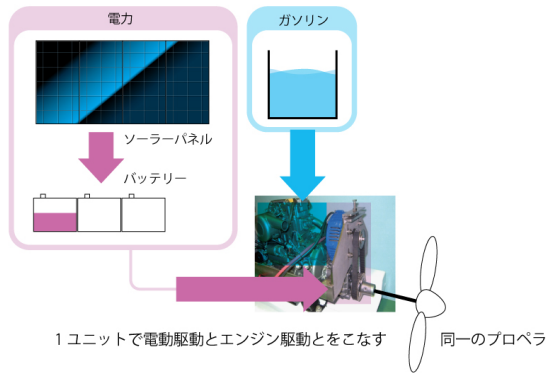 電力
ガソリン
ソーラーパネル
バッテリー
1ユニットで電動駆動とエンジン駆動とをこなす
同一のプロペラ